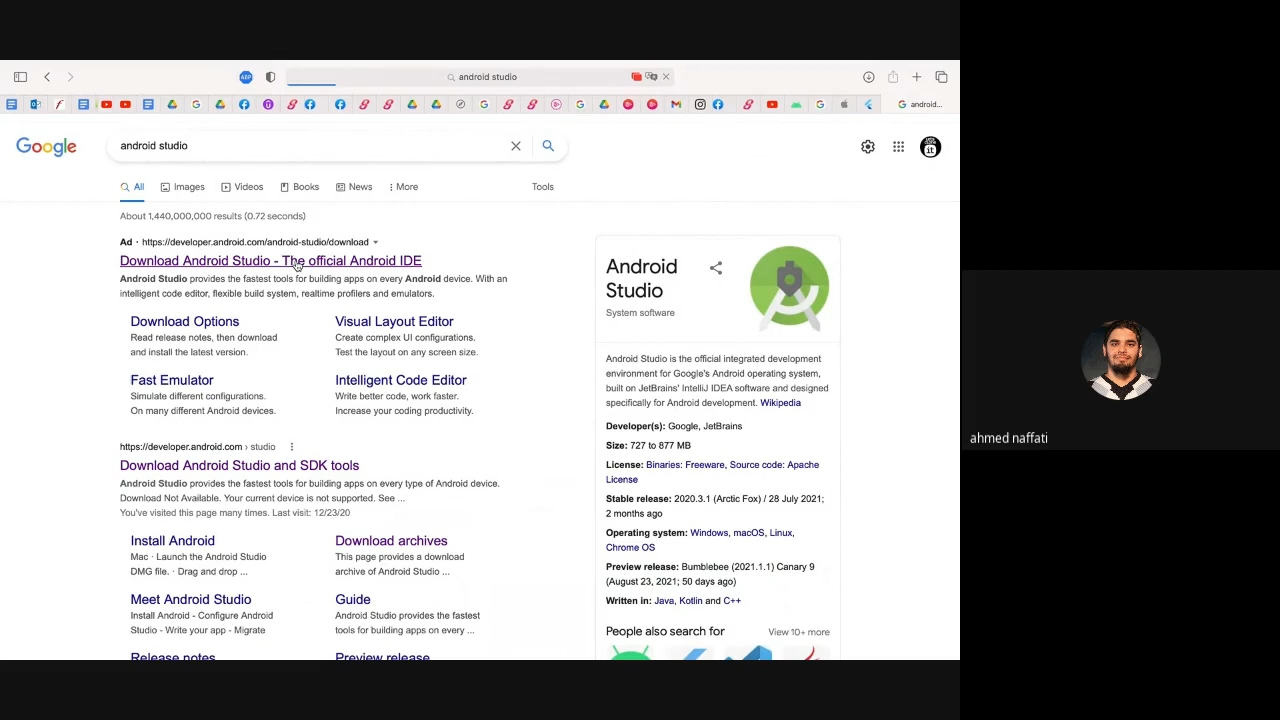 android studio
android...
Google
android studio
All
Images
Videos
Books
News
More
Tools
About 1,440,000,000 results (0.72 seconds)
Ad · https://developer.android.com/android-studio/download
Download Android Studio - The official Android IDE
Android Studio provides the fastest tools for building apps on every Android device. With an
intelligent code editor, flexible build system, realtime profilers and emulators.
Download Options
Read release notes, then download
and install the latest version.
Visual Layout Editor
Create complex UI configurations.
Test the layout on any screen size.
Fast Emulator
Simulate different configurations.
On many different Android devices.
Intelligent Code Editor
Write better code, work faster.
Increase your coding productivity.
https://developer.android.com › studio
Download Android Studio and SDK tools
Android Studio provides the fastest tools for building apps on every type of Android device.
Download Not Available. Your current device is not supported. See ...
You've visited this page many times. Last visit: 12/23/20
Install Android
Mac · Launch the Android Studio
DMG file. · Drag and drop ...
Download archives
This page provides a download
archive of Android Studio ...
Meet Android Studio
Install Android - Configure Android
Studio - Write your app - Migrate
Guide
Android Studio provides the fastest
tools for building apps on every ...
Release notes
Preview release
Android
Studio
System software
Android Studio is the official integrated development
environment for Google's Android operating system,
built on JetBrains' IntelliJ IDEA software and designed
specifically for Android development. Wikipedia
Developer(s): Google, JetBrains
Size: 727 to 877 MB
License: Binaries: Freeware, Source code: Apache
License
Stable release: 2020.3.1 (Arctic Fox) / 28 July 2021;
2 months ago
Operating system: Windows, macOS, Linux,
Chrome OS
Preview release: Bumblebee (2021.1.1) Canary 9
(August 23, 2021; 50 days ago)
Written in: Java, Kotlin and C++
People also search for
View 10+ more
ahmed naffati